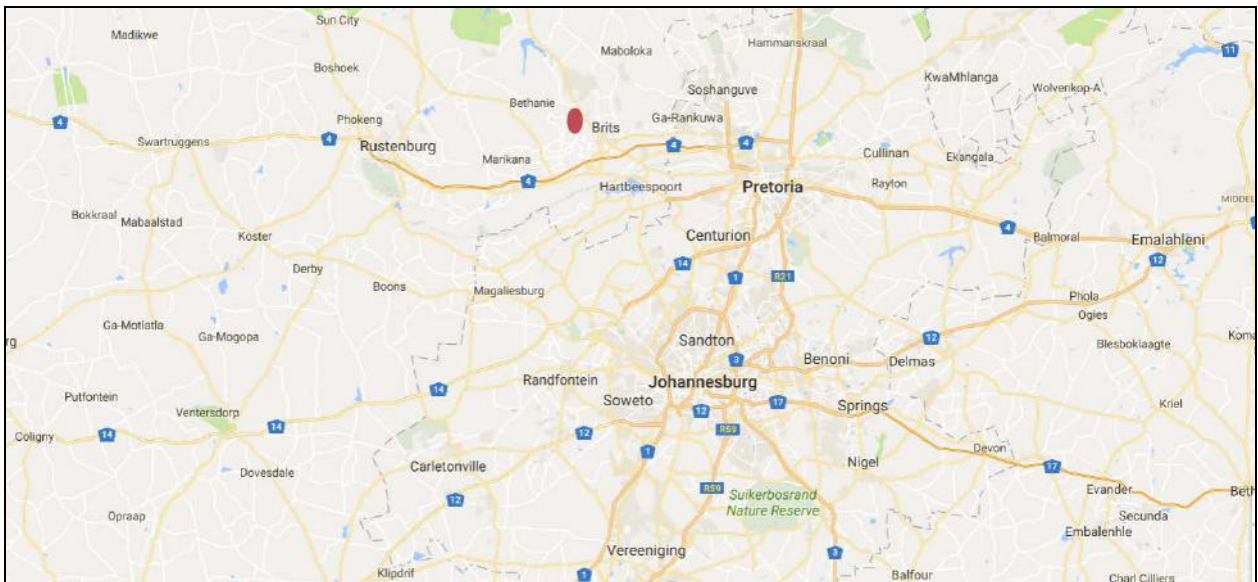 Sun City
Madikwe
Hammanskraal
Maboloka
11
Boshoek
KwaMhlanga
Wolvenkop-A
Soshanguve
Bethanie
4
Phokeng
Ga-Rankuwa
Brits
4
Swartruggens
Rustenburg
4
4
Cullinan
Marikana
Ekangala
4
Hartbeespoort
Pretoria
Rayton
MIDDEL
Bokkraal
Mabaalstad
4
Koster
Centurion
Balmoral
Emalahleni
12
14
Derby
1
R21
Boons
Magaliesburg
Phola
Ogies
Ga-Motlatla
Ga-Mogopa
Sandton
12
Kom
rg
Blesboklaagte
3
Benoni
Delmas
Randfontein
Johannesburg
14
Putfontein
Soweto
12
17
Springs
Kriel
Ventersdorp
14
R59
Coligny
14
12
1
Devon
Nigel
Carletonville
17
Dovesdale
12
R59
Suikerbosrand
Nature Reserve
Evander
Beth
Opraap
Secunda
Embalenhle
Vereeniging
3
Klipdrif
1
Balfour
Charl Cilliers